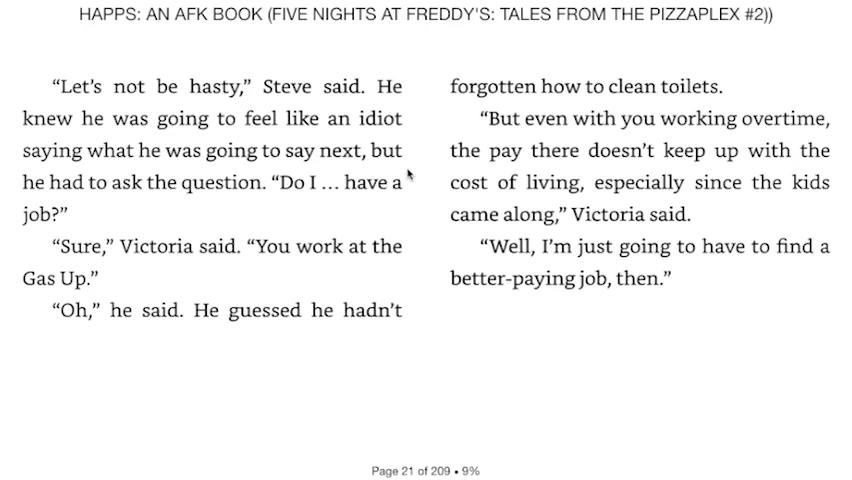 HAPPS: AN AFK BOOK (FIVE NIGHTS AT FREDDY'S: TALES FROM THE PIZZAPLEX #2))
“Let’s not be hasty,” Steve said. He
knew he was going to feel like an idiot
saying what he was going to say next, but
he had to ask the question. “Do I … have a
job?”
“Sure,” Victoria said. “You work at the
Gas Up.”
“Oh,” he said. He guessed he hadn’t
forgotten how to clean toilets.
“But even with you working overtime,
the pay there doesn’t keep up with the
cost of living, especially since the kids
came along,” Victoria said.
“Well, I’m just going to have to find a
better-paying job, then.”
Page 21 of 209 • 9%